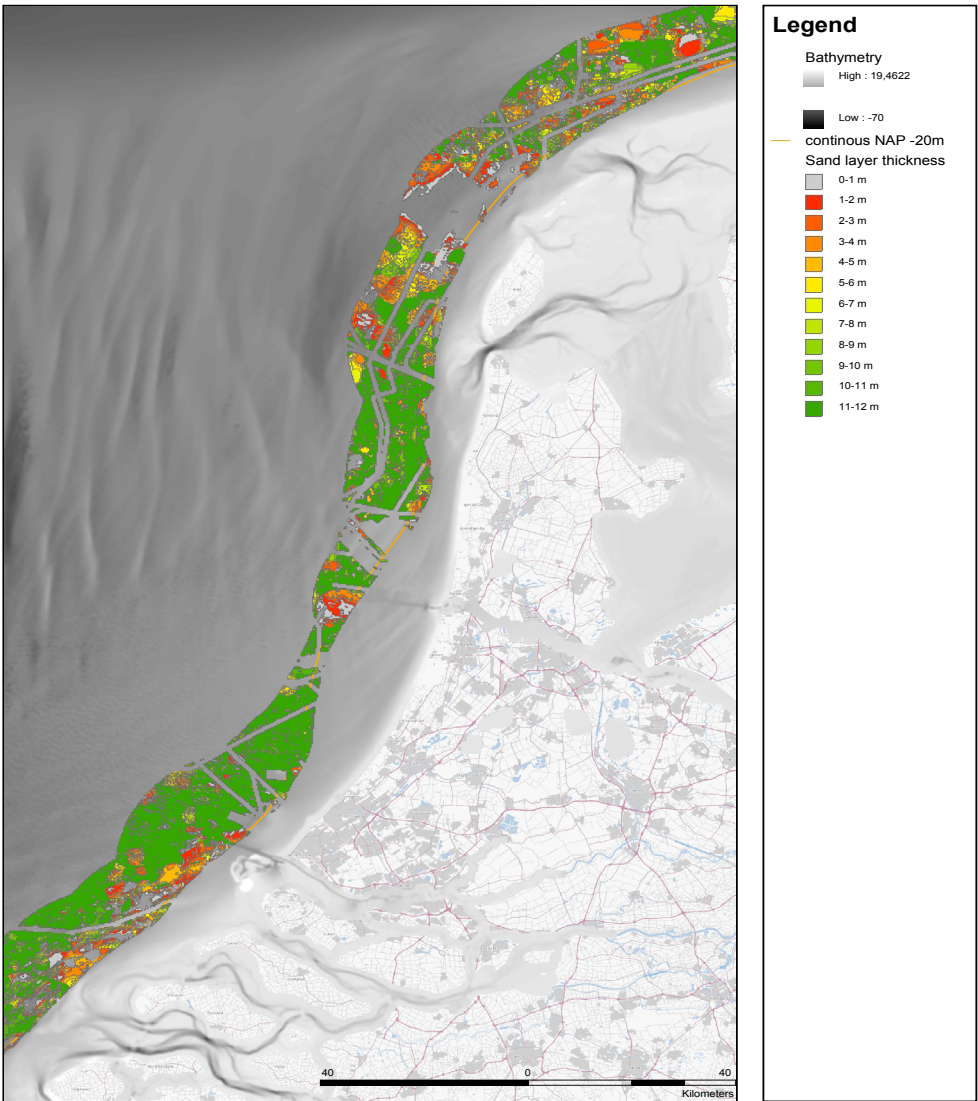 Legend
Bathymetry
High : 19,4622
Low : -70
continous NAP -20m
Sand layer thickness
0-1 m
1-2 m
2-3 m
3-4 m
4-5 m
5-6 m
6-7 m
7-8 m
8-9 m
9-10 m
10-11 m
11-12 m
40
0
40
Kilometers